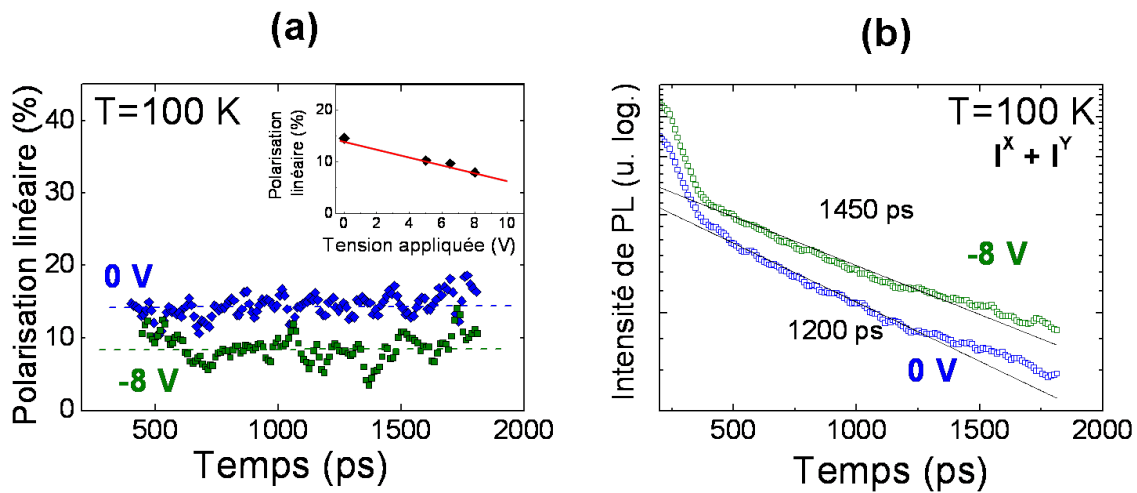 (a)
Polarisation linéaire (%)
T=100 K
40
30
20
10
0
0 V
-8 V
500
1000
1500
2000
Temps (ps)
Polarisation
linéaire (%)
20
10
0
0
2
4
6
8
10
Tension appliquée (V)
(b)
Intensité de PL (u. log.)
T=100 K
I^X + I^Y
1450 ps
-8 V
1200 ps
0 V
500
1000
1500
2000
Temps (ps)